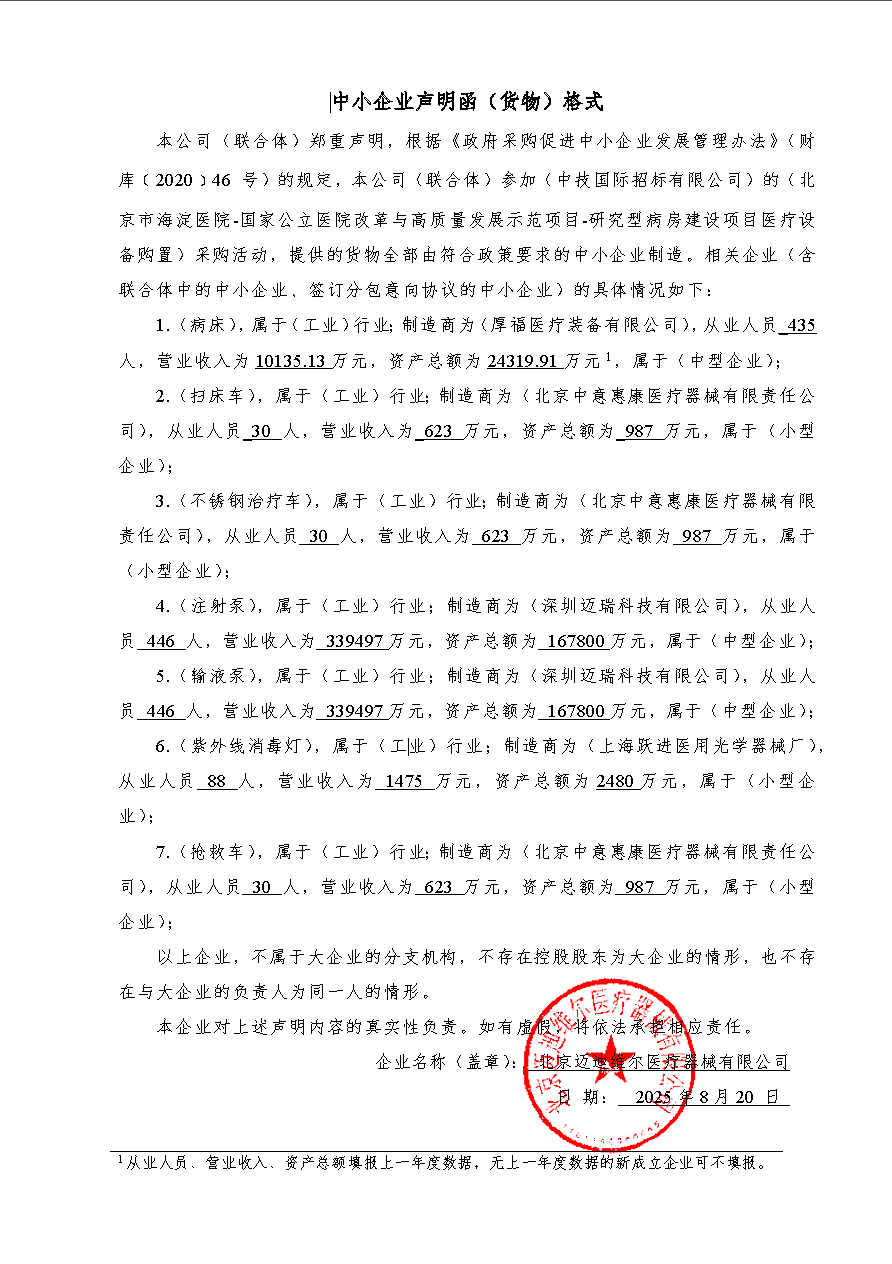 中小企业声明函（货物）格式
本公司（联合体）郑重声明，根据《政府采购促进中小企业发展管理办法》（财
库﹝2020﹞46 号）的规定，本公司（联合体）参加（中技国际招标有限公司）的（北
京市海淀医院-国家公立医院改革与高质量发展示范项目-研究型病房建设项目医疗设
备购置）采购活动，提供的货物全部由符合政策要求的中小企业制造。相关企业（含
联合体中的中小企业、签订分包意向协议的中小企业）的具体情况如下：
1.（病床），属于（工业）行业；制造商为（厚福医疗装备有限公司），从业人员 435
人，营业收入为 10135.13 万元，资产总额为 24319.91 万元1，属于（中型企业）；
2.（扫床车），属于（工业）行业；制造商为（北京中意惠康医疗器械有限责任公
司），从业人员 30 人，营业收入为 623 万元，资产总额为 987 万元，属于（小型
企业）；
3.（不锈钢治疗车），属于（工业）行业；制造商为（北京中意惠康医疗器械有限
责任公司），从业人员 30 人，营业收入为 623 万元，资产总额为 987 万元，属于
（小型企业）；
4.（注射泵），属于（工业）行业；制造商为（深圳迈瑞科技有限公司），从业人
员 446 人，营业收入为 339497 万元，资产总额为 167800 万元，属于（中型企业）；
5.（输液泵），属于（工业）行业；制造商为（深圳迈瑞科技有限公司），从业人
员 446 人，营业收入为 339497 万元，资产总额为 167800 万元，属于（中型企业）；
6.（紫外线消毒灯），属于（工业）行业；制造商为（上海跃进医用光学器械厂），
从业人员 88 人，营业收入为 1475 万元，资产总额为 2480 万元，属于（小型企
业）；
7.（抢救车），属于（工业）行业；制造商为（北京中意惠康医疗器械有限责任公
司），从业人员 30 人，营业收入为 623 万元，资产总额为 987 万元，属于（小型
企业）；
以上企业，不属于大企业的分支机构，不存在控股股东为大企业的情形，也不存
在与大企业的负责人为同一人的情形。
本企业对上述声明内容的真实性负责。如有虚假，将依法承担相应责任。
企业名称（盖章）：北京迈迪维尔医疗器械有限公司
日 期： 2025 年 8 月 20 日
北京迈迪维尔医疗器械有限公司
1 从业人员、营业收入、资产总额填报上一年度数据，无上一年度数据的新成立企业可不填报。